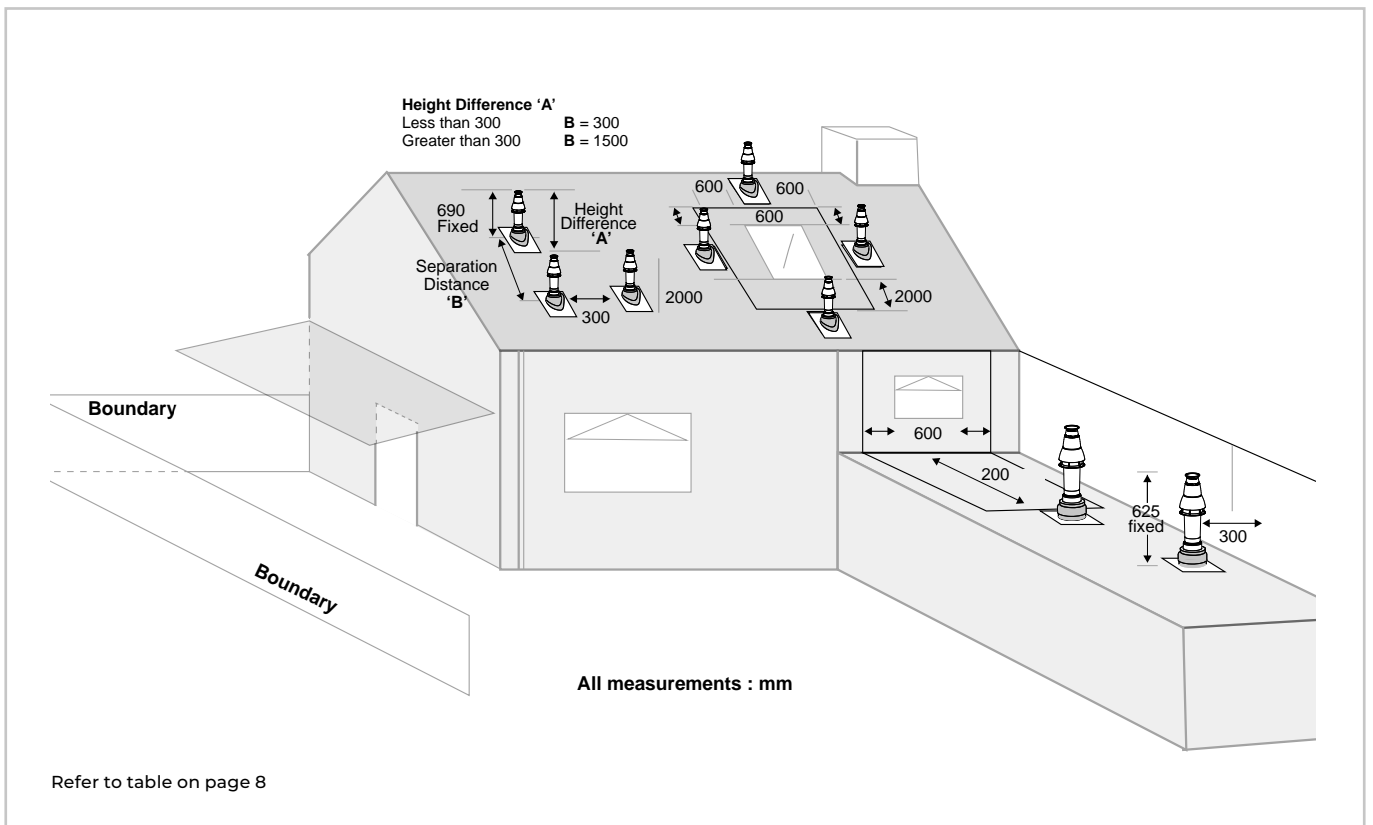 Height Difference ‘A’
Less than 300 B = 300
Greater than 300 B = 1500
690
Fixed
Height
Difference
‘A’
Separation
Distance
‘B’
300
2000
600
600
600
2000
Boundary
Boundary
600
200
625
fixed
300
All measurements : mm
Refer to table on page 8